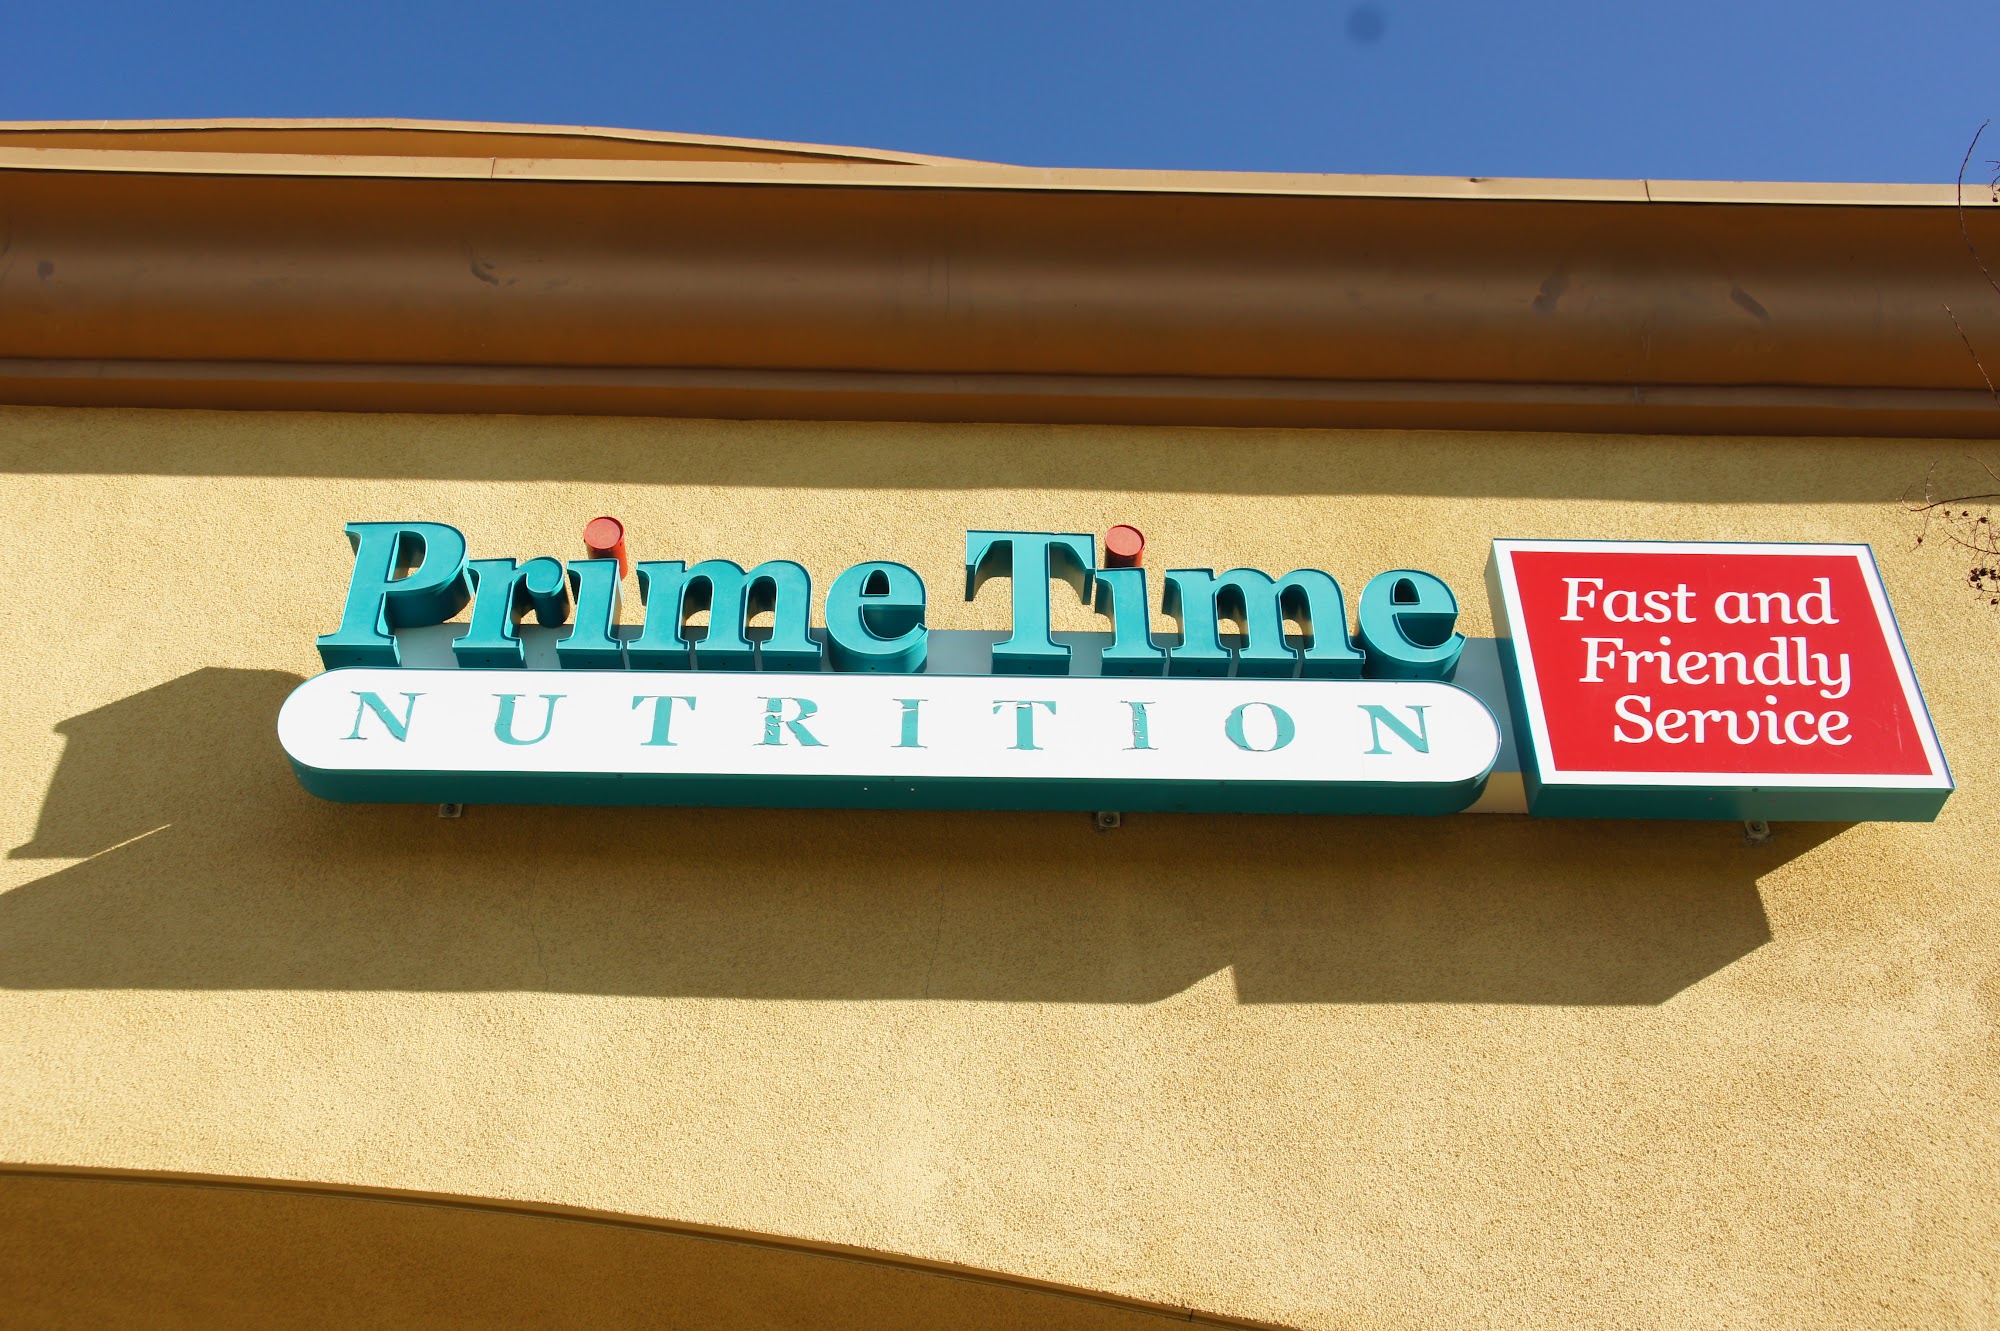 Prime Time
NUTRITION
Fast and
Friendly
Service